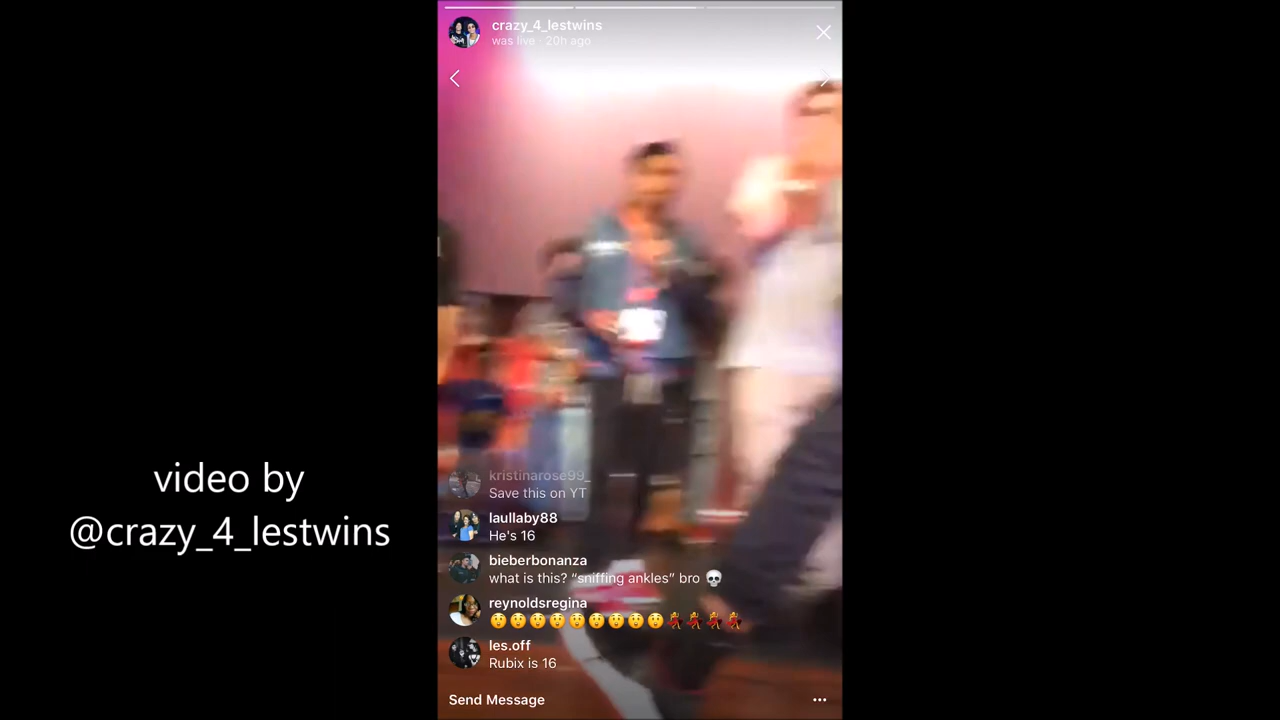 crazy_4_lestwins
was live · 20h ago
video by
@crazy_4_lestwins
kristinarose99_
Save this on YT
laullaby88
He's 16
bieberbonanza
what is this? “sniffing ankles” bro 💀
reynoldsregina
😲😲😲😲😲😲😲😲😲💃💃💃💃
les.off
Rubix is 16
Send Message